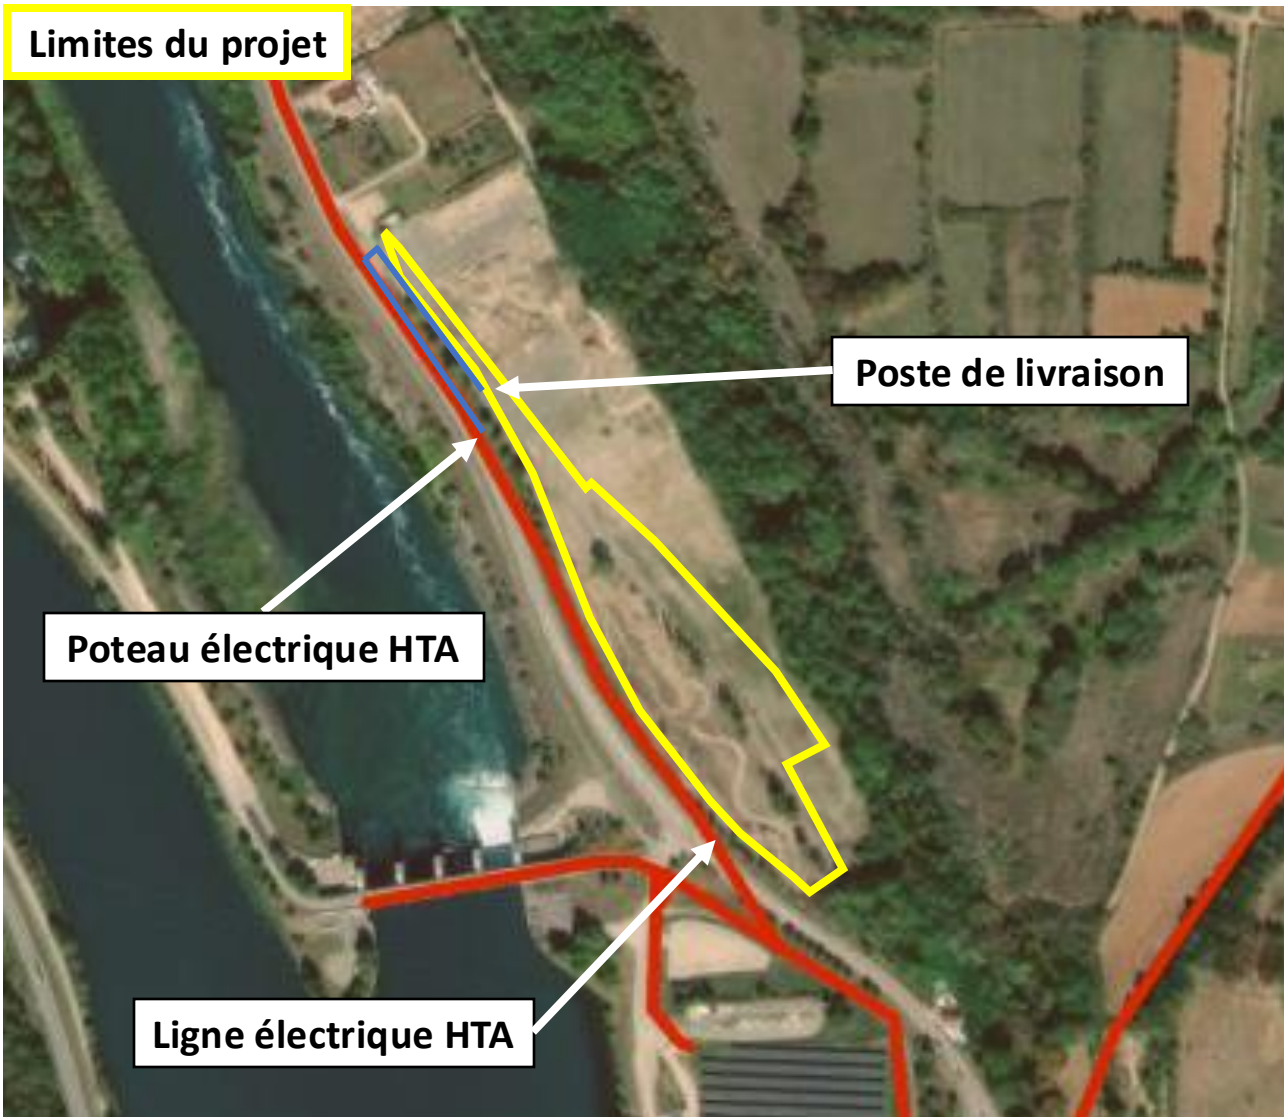 Limites du projet
Poste de livraison
Poteau électrique HTA
Ligne électrique HTA